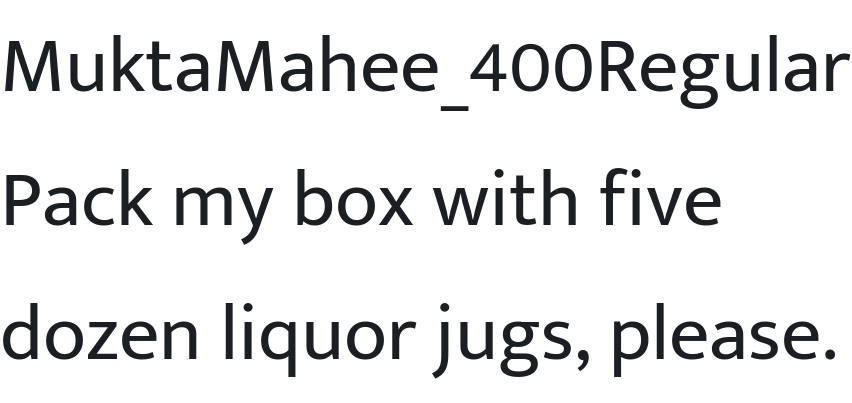 MuktaMahee_400Regular
Pack my box with five
dozen liquor jugs, please.